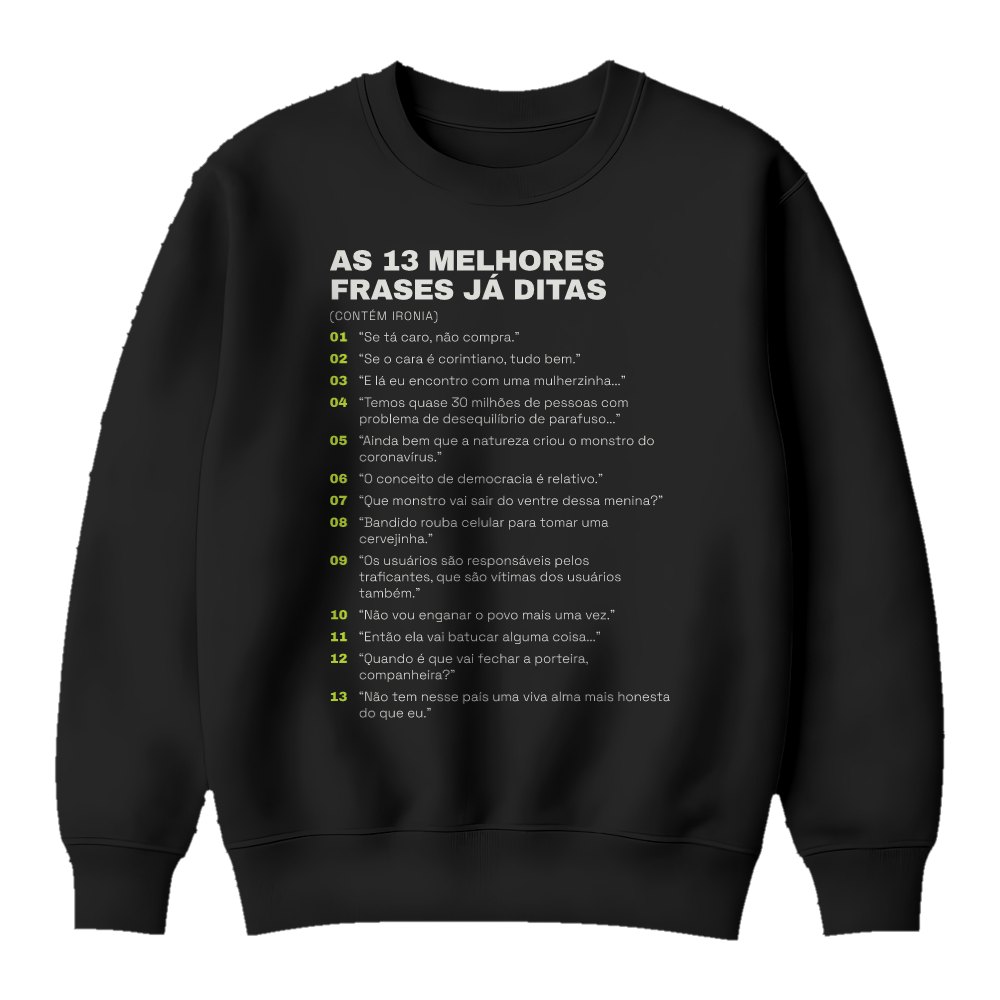 AS 13 MELHORES
FRASES JÁ DITAS
(CONTÉM IRONIA)
01 “Se tá caro, não compra.”
02 “Se o cara é corintiano, tudo bem.”
03 “E lá eu encontro com uma mulherzinha...”
04 “Temos quase 30 milhões de pessoas com
problema de desequilíbrio de parafuso...”
05 “Ainda bem que a natureza criou o monstro do
coronavírus.”
06 “O conceito de democracia é relativo.”
07 “Que monstro vai sair do ventre dessa menina?”
08 “Bandido rouba celular para tomar uma
cervejinha.”
09 “Os usuários são responsáveis pelos
traficantes, que são vítimas dos usuários
também.”
10 “Não vou enganar o povo mais uma vez.”
11 “Então ela vai batucar alguma coisa...”
12 “Quando é que vai fechar a porteira,
companheira?”
13 “Não tem nesse país uma viva alma mais honesta
do que eu.”